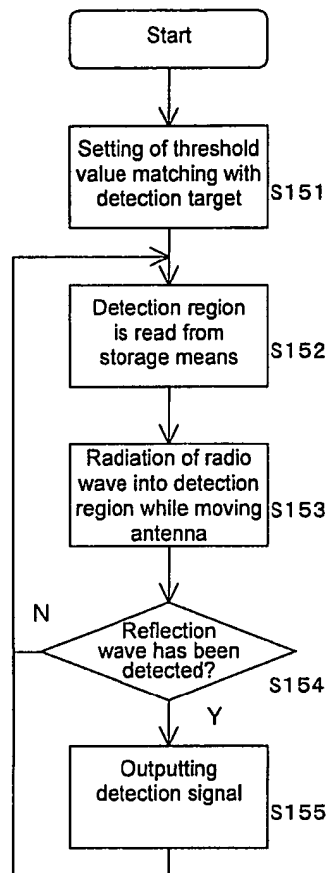 Start
Setting of threshold
value matching with
detection target
S151
Detection region
is read from
storage means
S152
Radiation of radio
wave into detection
region while moving
antenna
S153
N
Reflection
wave has been
detected?
S154
Y
Outputting
detection signal
S155